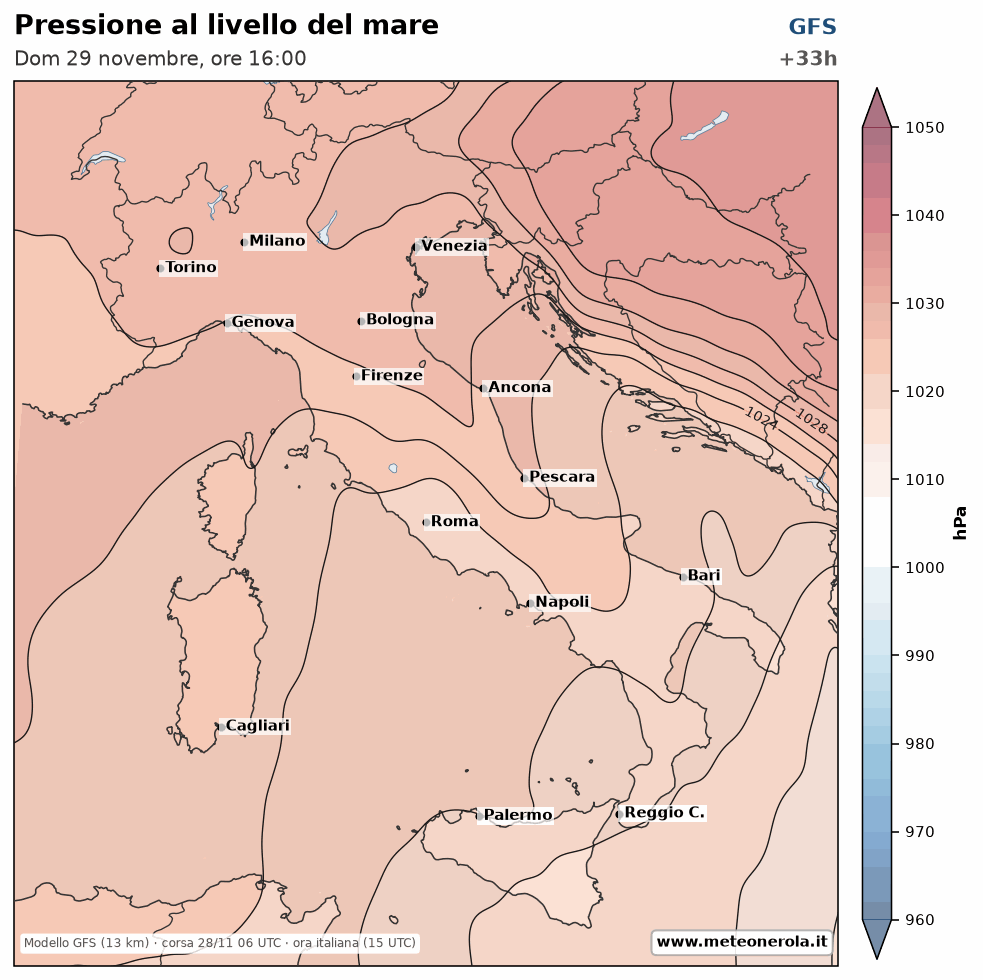 Pressione al livello del mare
GFS
Dom 29 novembre, ore 16:00
+33h
Milano
Venezia
Torino
Genova
Bologna
Firenze
Ancona
1024
1028
Pescara
Roma
Bari
Napoli
Cagliari
Palermo
Reggio C.
Modello GFS (13 km) · corsa 28/11 06 UTC · ora italiana (15 UTC)
www.meteonerola.it
1050
1040
1030
1020
1010
1000
990
980
970
960
hPa